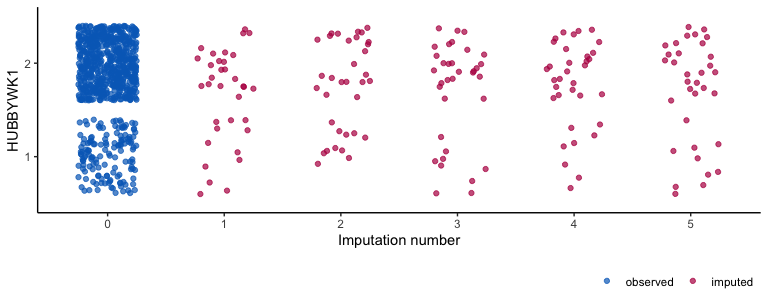 HUBBYWK1
2
1
0 1 2 3 4 5
Imputation number
observed imputed